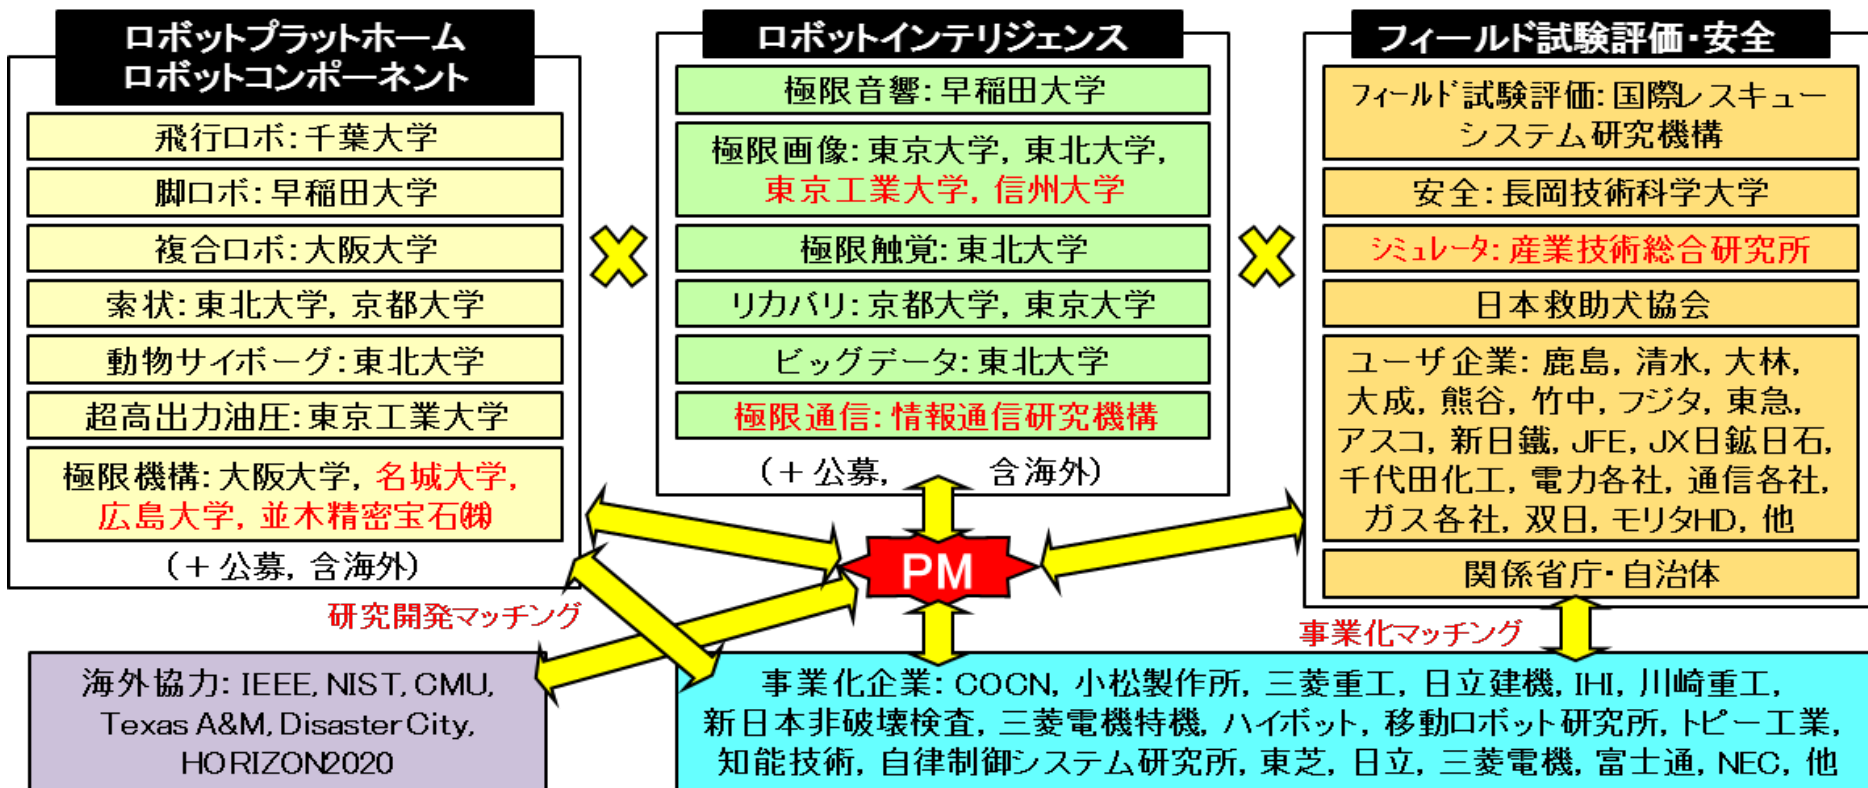 ロボットプラットホーム
ロボットコンポーネント
飛行ロボ:千葉大学
脚ロボ:早稲田大学
複合ロボ:大阪大学
索状:東北大学, 京都大学
動物サイボーグ:東北大学
超高出力油圧:東京工業大学
極限機構:大阪大学, 名城大学,
広島大学, 並木精密宝石㈱
(+公募, 含海外)
ロボットインテリジェンス
極限音響:早稲田大学
極限画像:東京大学, 東北大学,
東京工業大学, 信州大学
極限触覚:東北大学
リカバリ:京都大学, 東京大学
ビッグデータ:東北大学
極限通信:情報通信研究機構
(+公募, 含海外)
フィールド試験評価・安全
フィールド試験評価:国際レスキュー
システム研究機構
安全:長岡技術科学大学
シミュレータ:産業技術総合研究所
日本救助犬協会
ユーザ企業:鹿島, 清水, 大林,
大成, 熊谷, 竹中, フジタ, 東急,
アスコ, 新日鐵, JFE, JX日鉱日石,
千代田化工, 電力各社, 通信各社,
ガス各社, 双日, モリタHD, 他
関係省庁・自治体
PM
研究開発マッチング
事業化マッチング
海外協力:IEEE, NIST, CMU,
Texas A&M, Disaster City,
HORIZON2020
事業化企業:COCN, 小松製作所, 三菱重工, 日立建機, IHI, 川崎重工,
新日本非破壊検査, 三菱電機特機, ハイボット, 移動ロボット研究所, トピー工業,
知能技術, 自律制御システム研究所, 東芝, 日立, 三菱電機, 富士通, NEC, 他